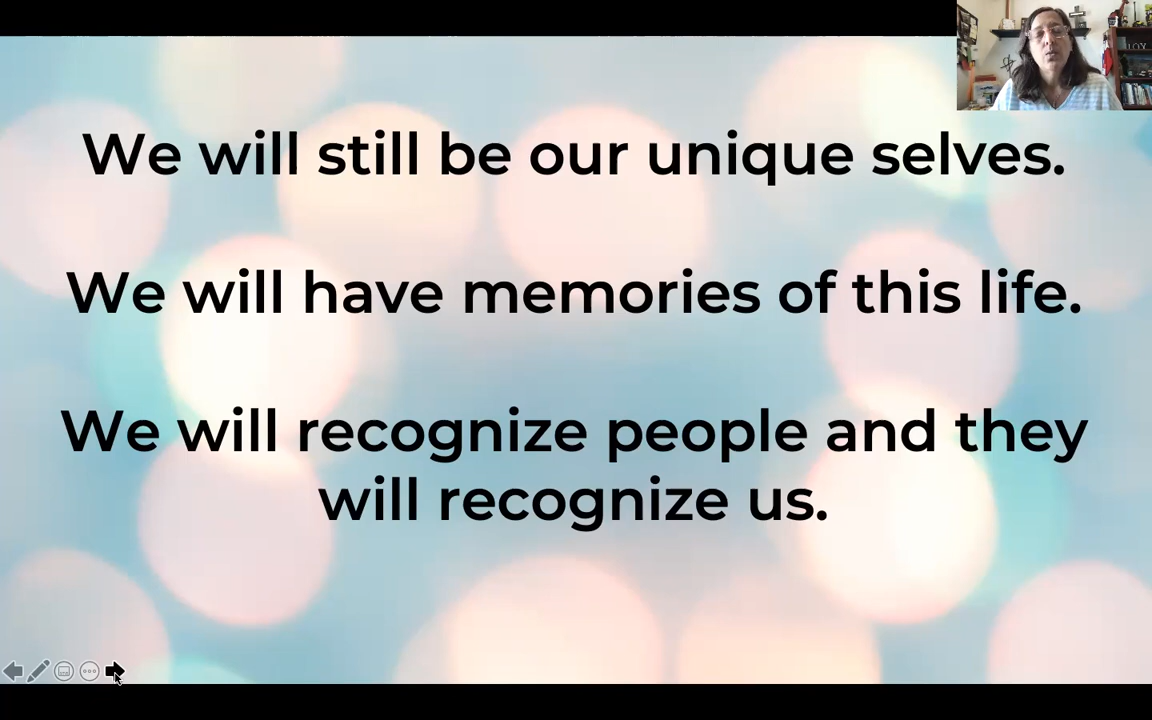 We will still be our unique selves.
We will have memories of this life.
We will recognize people and they
will recognize us.